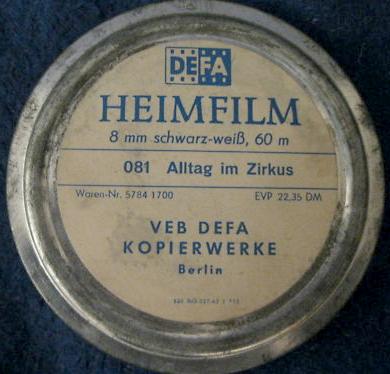 DEFA
HEIMFILM
8 mm schwarz-weiß, 60 m
081 Alltag im Zirkus
Waren-Nr. 5784 1700 EVP 22,35 DM
VEB DEFA
KOPIERWERKE
Berlin